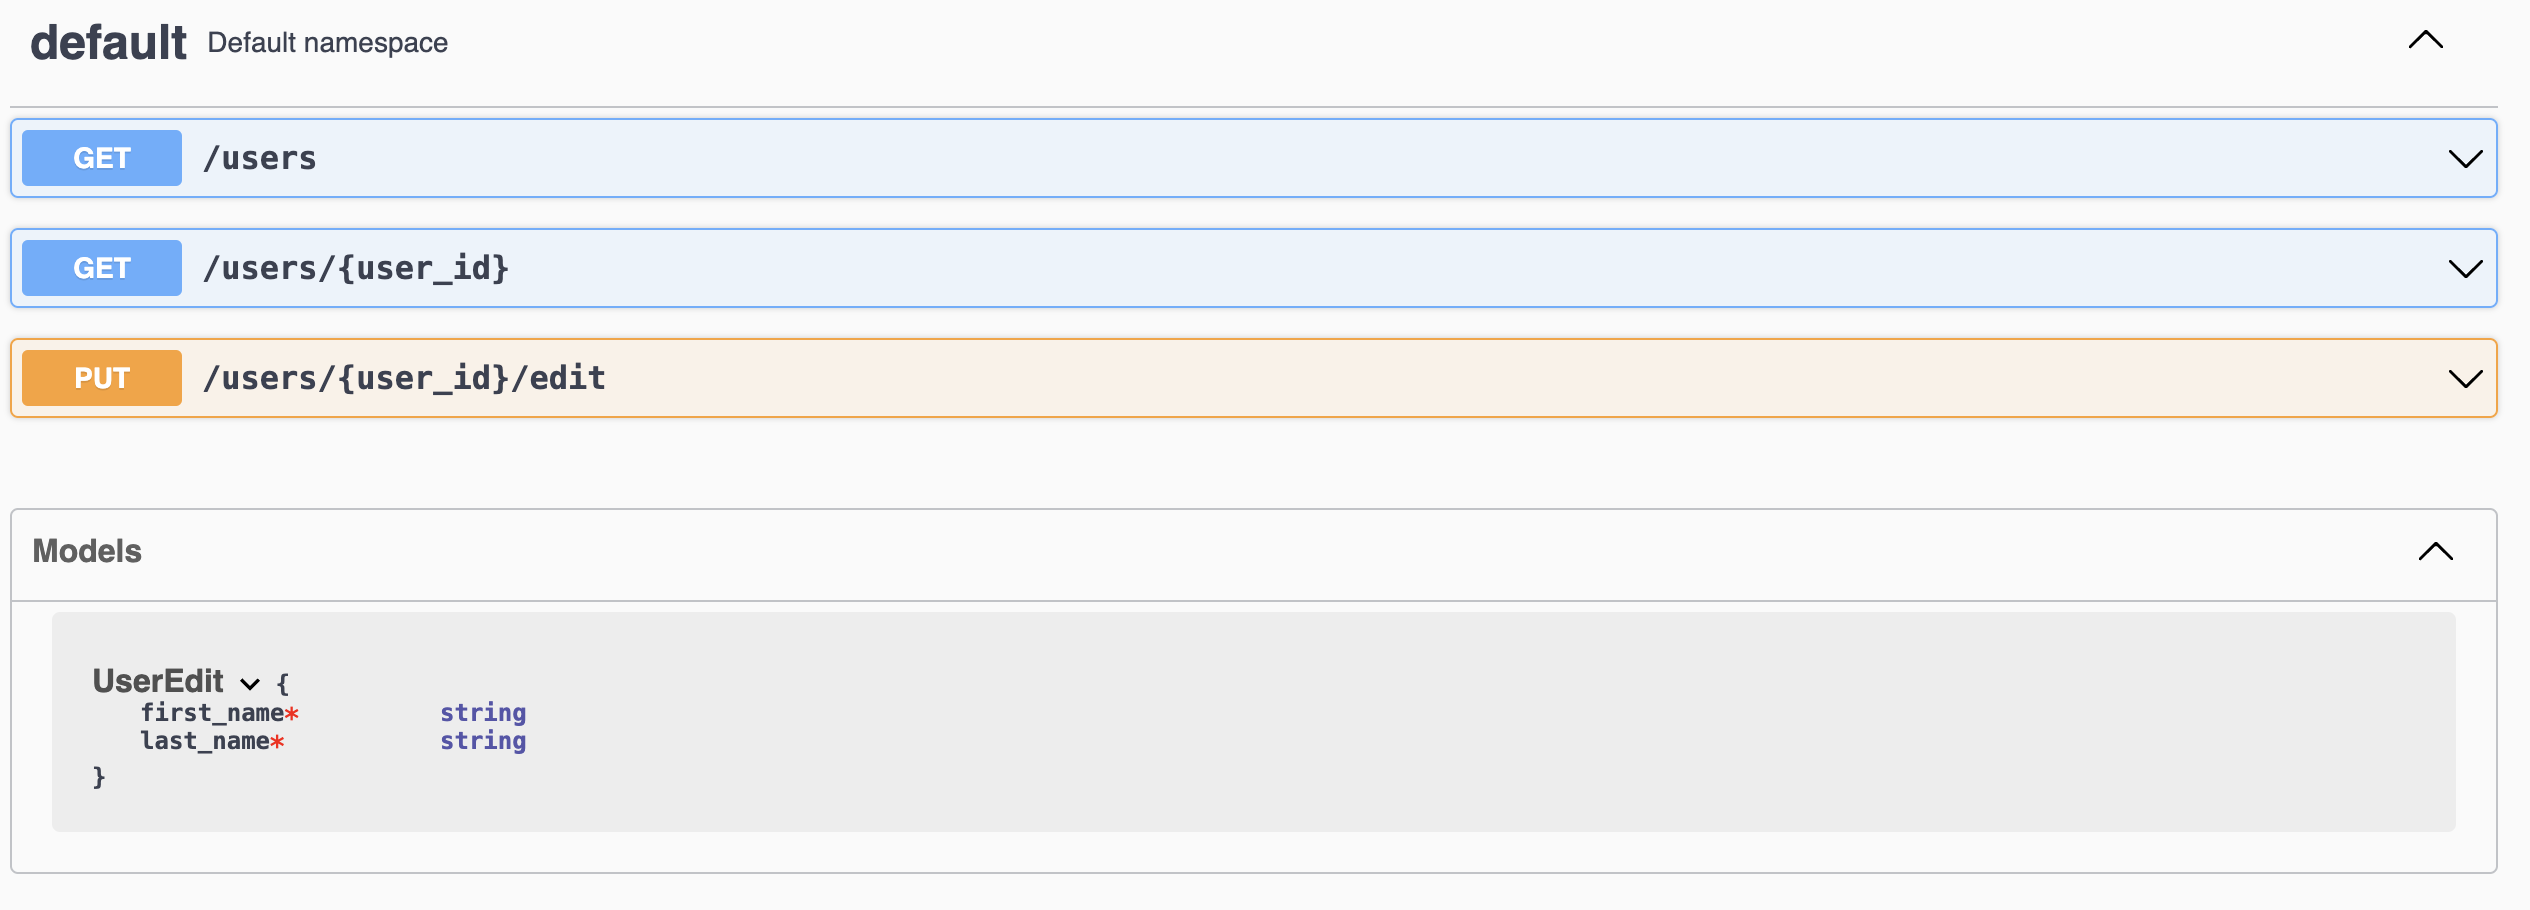 default Default namespace
GET /users
GET /users/{user_id}
PUT /users/{user_id}/edit
Models
UserEdit {
first_name* string
last_name* string
}